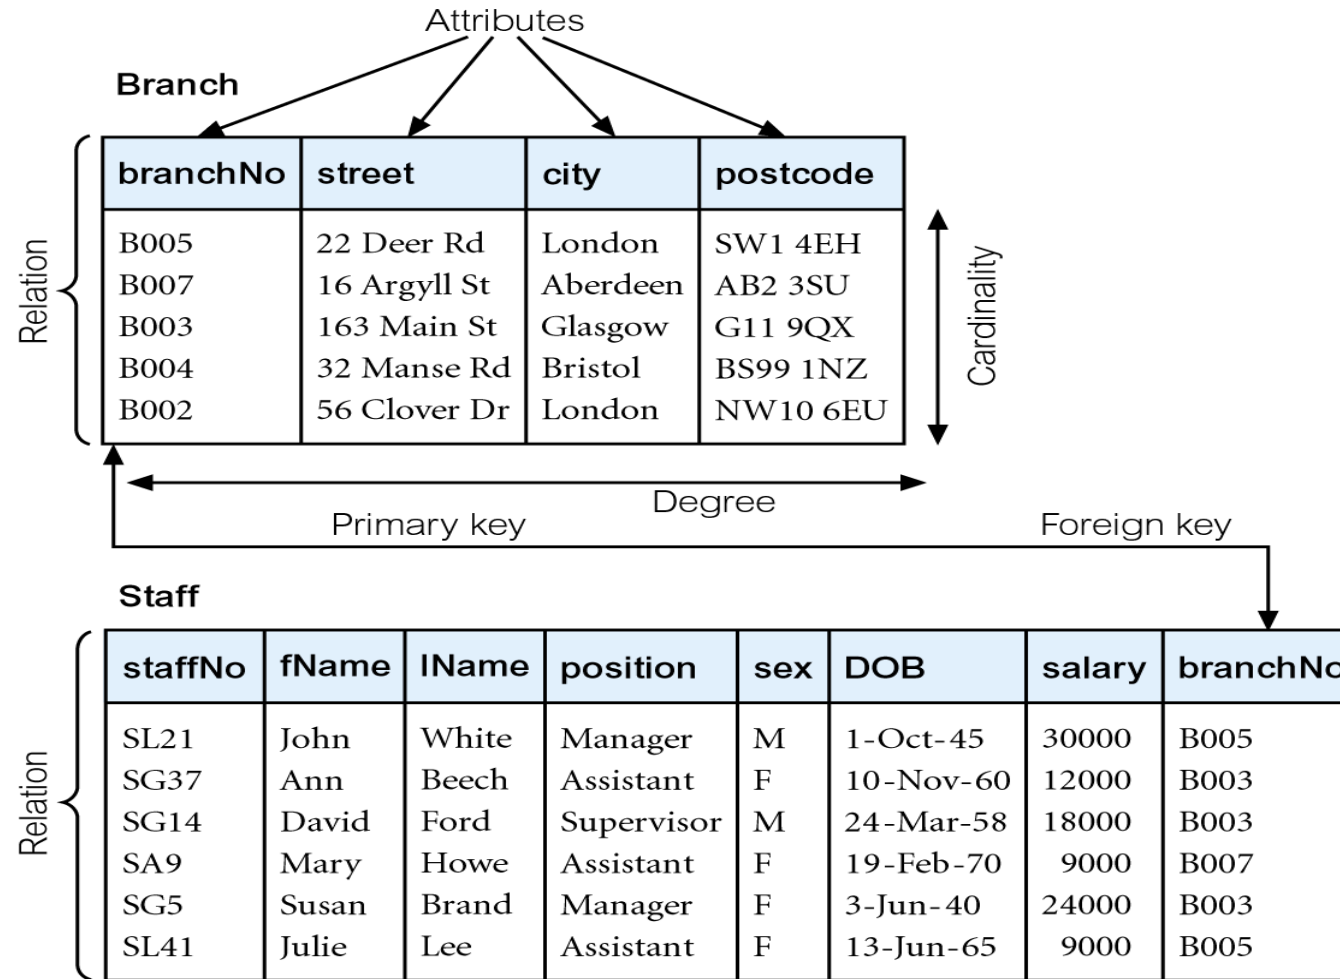 Attributes
Branch
branchNo street city postcode
B005 22 Deer Rd London SW1 4EH
B007 16 Argyll St Aberdeen AB2 3SU
B003 163 Main St Glasgow G11 9QX
B004 32 Manse Rd Bristol BS99 1NZ
B002 56 Clover Dr London NW10 6EU
Relation
Cardinality
Degree
Primary key Foreign key
Staff
staffNo fName lName position sex DOB salary branchNo
SL21 John White Manager M 1-Oct-45 30000 B005
SG37 Ann Beech Assistant F 10-Nov-60 12000 B003
SG14 David Ford Supervisor M 24-Mar-58 18000 B003
SA9 Mary Howe Assistant F 19-Feb-70 9000 B007
SG5 Susan Brand Manager F 3-Jun-40 24000 B003
SL41 Julie Lee Assistant F 13-Jun-65 9000 B005
Relation